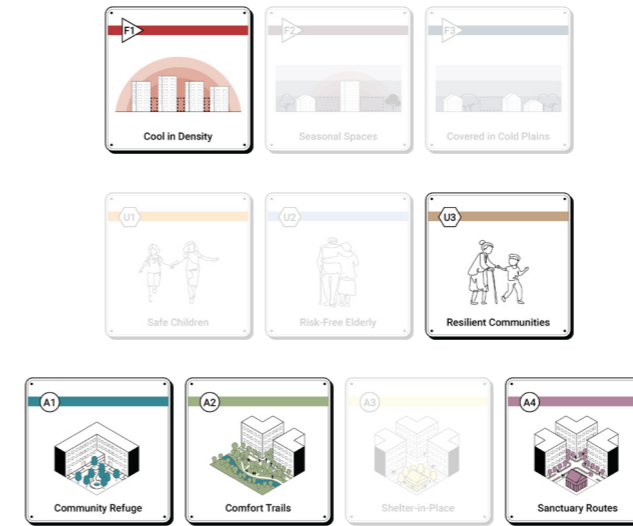 F1
F2
F3
Cool in Density
Seasonal Spaces
Covered in Cold Plains
U1
U2
U3
Safe Children
Risk-Free Elderly
Resilient Communities
A1
A2
A3
A4
Community Refuge
Comfort Trails
Shelter-in-Place
Sanctuary Routes